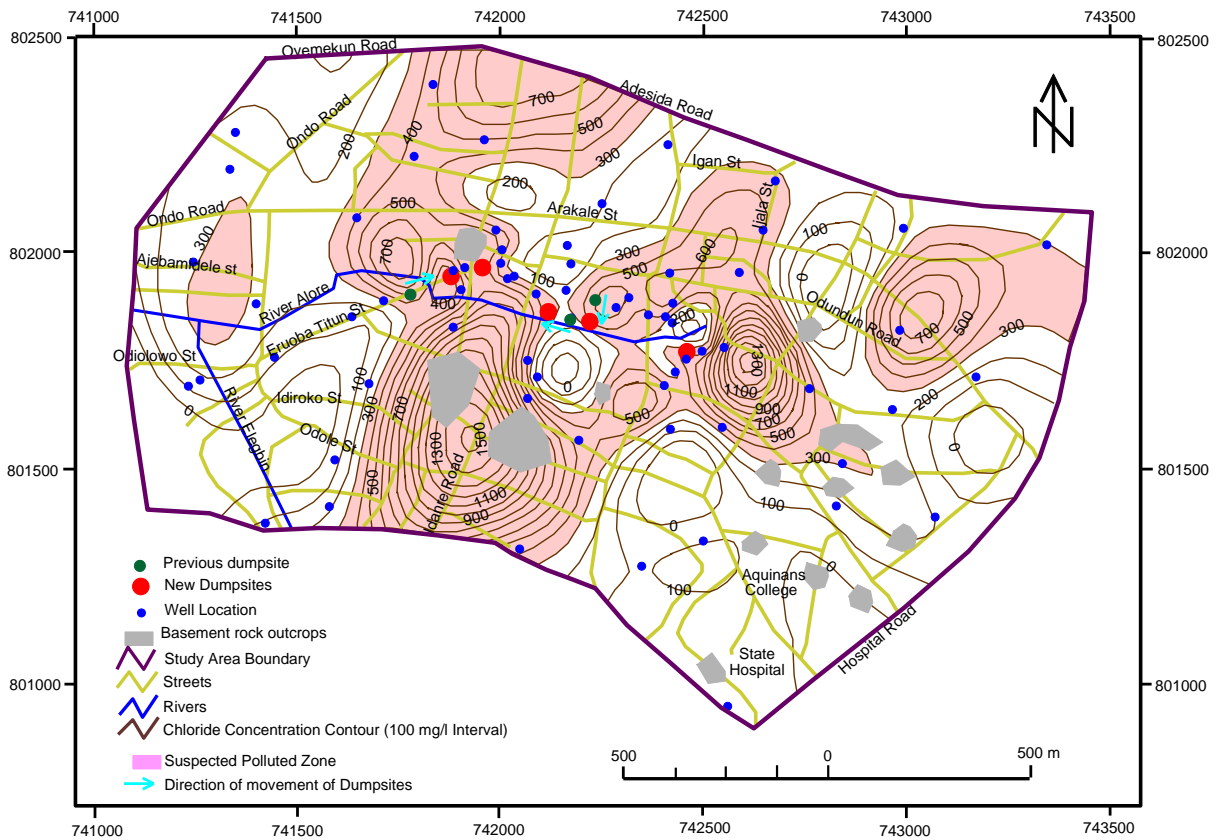 741000 741500 742000 742500 743000 743500
802500 802500
Ovemekun Road
Adesida Road
700
500
Ondo Road
400
200
300
Igan St
200
Ijala St
500
Arakale St
Ondo Road
300
700
300
500
600
100
802000 802000
Ajebamidele st
100
0
River Alore
400
Odundun Road
500
300
700
Eruoba Titun St
200
Odiolowo St
1300
100
0
1100
200
0
Idiroko St
300
700
500
900
700
500
0
River Elegbin
Odole St
1300
1500
300
801500 801500
500
Idante Road
1100
900
100
0
Previous dumpsite
New Dumpsites
Well Location
Basement rock outcrops
Study Area Boundary
Streets
Rivers
Chloride Concentration Contour (100 mg/l Interval)
Suspected Polluted Zone
Direction of movement of Dumpsites
100
Aquinans
College
0
State
Hospital
Hospital Road
801000 801000
500 0 500 m
741000 741500 742000 742500 743000 743500
N